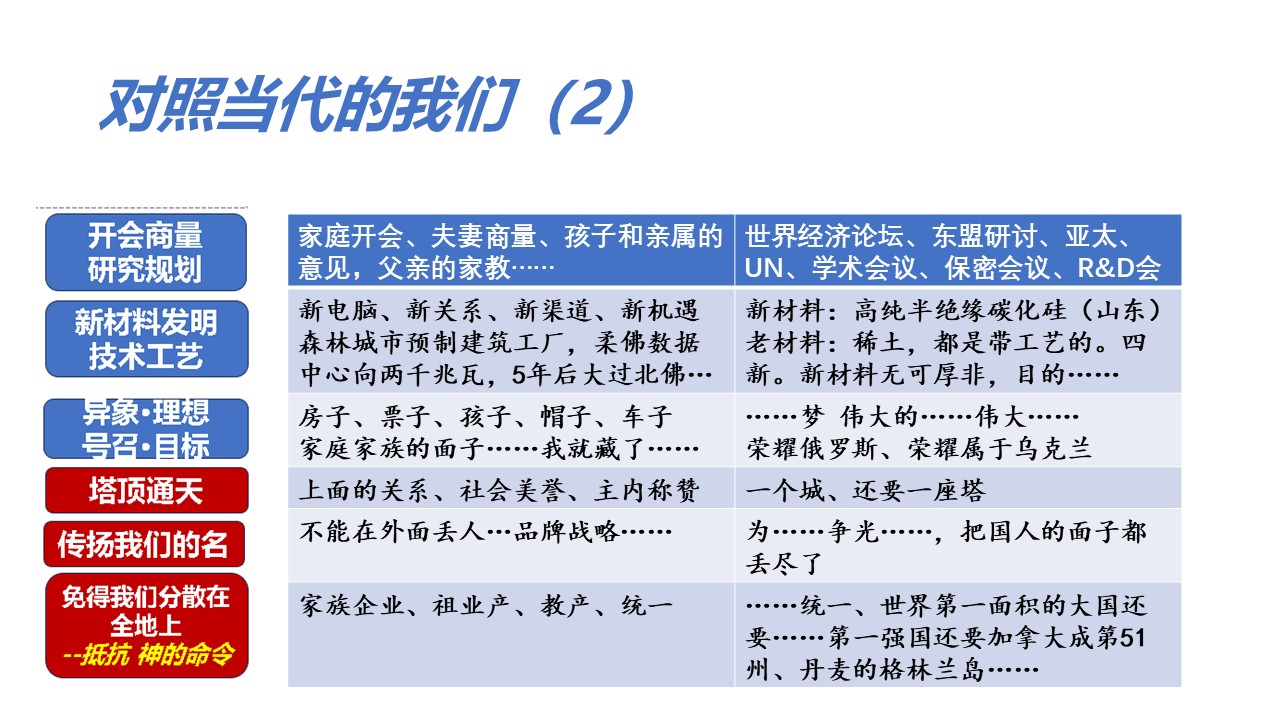 对照当代的我们（2）
开会商量
研究规划
家庭开会、夫妻商量、孩子和亲属的
意见，父亲的家教……
世界经济论坛、东盟研讨、亚太、
UN、学术会议、保密会议、R&D会
新材料发明
技术工艺
新电脑、新关系、新渠道、新机遇
森林城市预制建筑工厂，柔佛数据
中心向两千兆瓦，5年后大过北佛…
新材料：高纯半绝缘碳化硅（山东）
老材料：稀土，都是带工艺的。四
新。新材料无可厚非，目的……
异象•理想
号召•目标
房子、票子、孩子、帽子、车子
家庭家族的面子……我就藏了……
……梦 伟大的……伟大……
荣耀俄罗斯、荣耀属于乌克兰
塔顶通天
上面的关系、社会美誉、主内称赞
一个城、还要一座塔
传扬我们的名
不能在外面丢人…品牌战略……
为……争光……，把国人的面子都
丢尽了
免得我们分散在
全地上
--抵抗 神的命令
家族企业、祖业产、教产、统一
……统一、世界第一面积的大国还
要……第一强国还要加拿大成第51
州、丹麦的格林兰岛……